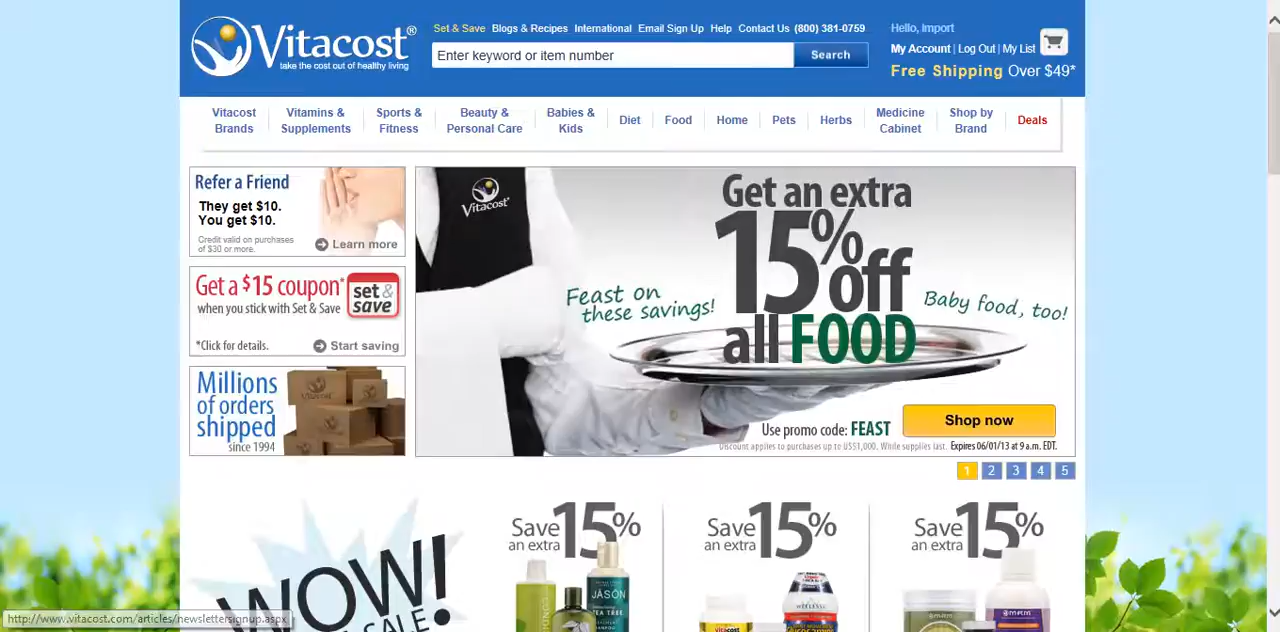 Vitacost®
take the cost out of healthy living
Set & Save Blogs & Recipes International Email Sign Up Help Contact Us (800) 381-0759
Enter keyword or item number
Search
Hello, Import
My Account | Log Out | My List
Free Shipping Over $49*
Vitacost Brands
Vitamins & Supplements
Sports & Fitness
Beauty & Personal Care
Babies & Kids
Diet
Food
Home
Pets
Herbs
Medicine Cabinet
Shop by Brand
Deals
Refer a Friend
They get $10.
You get $10.
Credit valid on purchases
of $30 or more.
Learn more
Get a $15 coupon*
when you stick with Set & Save
set &
save
*Click for details.
Start saving
Millions
of orders
shipped
since 1994
Vitacost®
Get an extra
15%
off
all FOOD
Feast on
these savings!
Baby food, too!
Use promo code: FEAST
Shop now
Discount applies to purchases up to US$1,000. While supplies last. Expires 06/01/13 at 9 a.m. EDT.
1 2 3 4 5
WOW!
SALE
Save 15%
an extra
JASON
TEA TREE
Save 15%
an extra
vitacost
Save 15%
an extra
http://www.vitacost.com/articles/newslettersignup.aspx